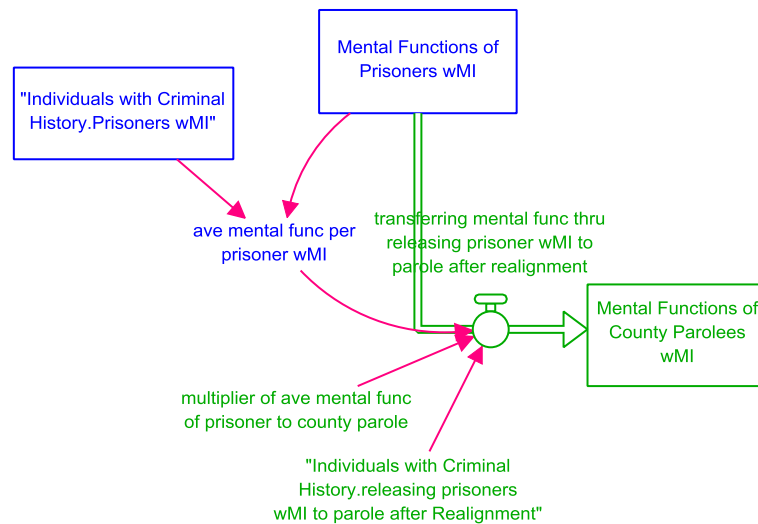 Mental Functions of
Prisoners wMI
"Individuals with Criminal
History.Prisoners wMI"
ave mental func per
prisoner wMI
transferring mental func thru
releasing prisoner wMI to
parole after realignment
Mental Functions of
County Parolees
wMI
multiplier of ave mental func
of prisoner to county parole
"Individuals with Criminal
History.releasing prisoners
wMI to parole after Realignment"